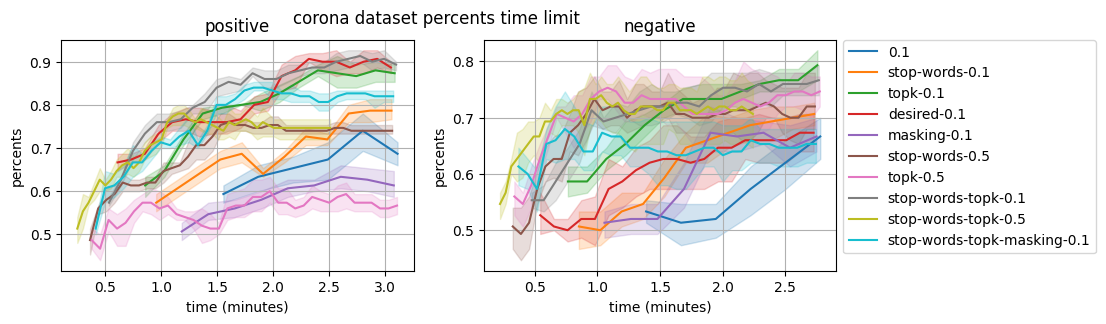 corona dataset percents time limit
positive
negative
percents
0.9
0.8
0.7
0.6
0.5
0.5
1.0
1.5
2.0
2.5
3.0
time (minutes)
percents
0.8
0.7
0.6
0.5
0.5
1.0
1.5
2.0
2.5
time (minutes)
0.1
stop-words-0.1
topk-0.1
desired-0.1
masking-0.1
stop-words-0.5
topk-0.5
stop-words-topk-0.1
stop-words-topk-0.5
stop-words-topk-masking-0.1